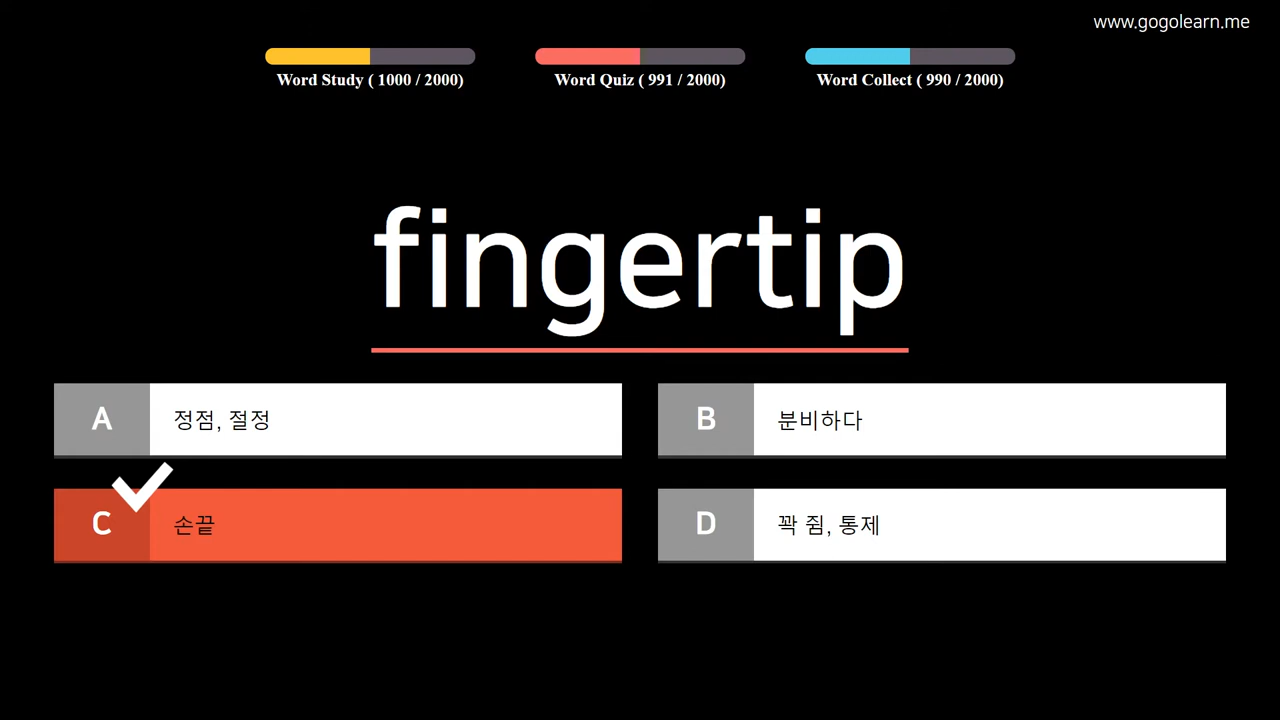 www.gogolearn.me
Word Study ( 1000 / 2000)
Word Quiz ( 991 / 2000)
Word Collect ( 990 / 2000)
fingertip
A 정점, 절정
B 분비하다
C 손끝
D 꽉 쥠, 통제